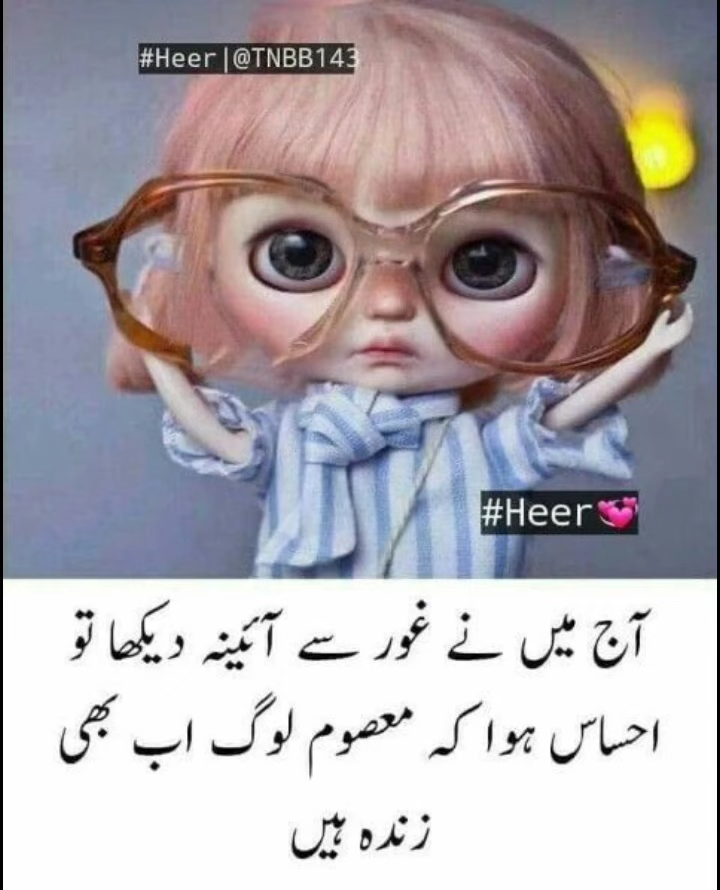 #Heer|@TNBB143
#Heer💞
آج میں نے غور سے آئینہ دیکھا تو
احساس ہوا کہ معصوم لوگ اب بھی
زندہ ہیں